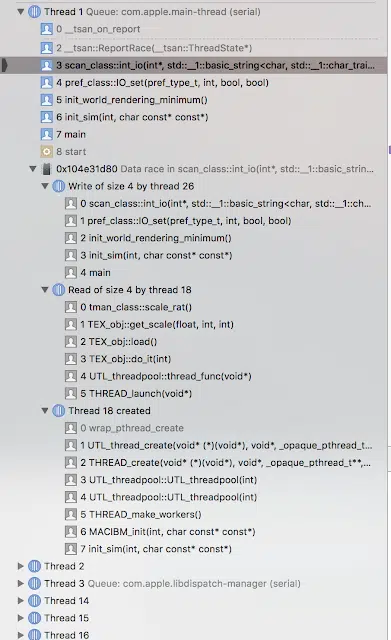 Thread 1 Queue: com.apple.main-thread (serial)
0 __tsan_on_report
2 __tsan::ReportRace(__tsan::ThreadState*)
3 scan_class::int_io(int*, std::__1::basic_string<char, std::__1::char_trai...
4 pref_class::IO_set(pref_type_t, int, bool, bool)
5 init_world_rendering_minimum()
6 init_sim(int, char const* const*)
7 main
8 start
0x104e31d80 Data race in scan_class::int_io(int*, std::__1::basic_strin...
Write of size 4 by thread 26
0 scan_class::int_io(int*, std::__1::basic_string<char, std::__1::ch...
1 pref_class::IO_set(pref_type_t, int, bool, bool)
2 init_world_rendering_minimum()
3 init_sim(int, char const* const*)
4 main
Read of size 4 by thread 18
0 tman_class::scale_rat()
1 TEX_obj::get_scale(float, int, int)
2 TEX_obj::load()
3 TEX_obj::do_it(int)
4 UTL_threadpool::thread_func(void*)
5 THREAD_launch(void*)
Thread 18 created
0 wrap_pthread_create
1 UTL_thread_create(void* (*)(void*), void*, _opaque_pthread_t...
2 THREAD_create(void* (*)(void*), void*, _opaque_pthread_t**,...
3 UTL_threadpool::UTL_threadpool(int)
4 UTL_threadpool::UTL_threadpool(int)
5 THREAD_make_workers()
6 MACIBM_init(int, char const* const*)
7 init_sim(int, char const* const*)
Thread 2
Thread 3 Queue: com.apple.libdispatch-manager (serial)
Thread 14
Thread 15
Thread 16